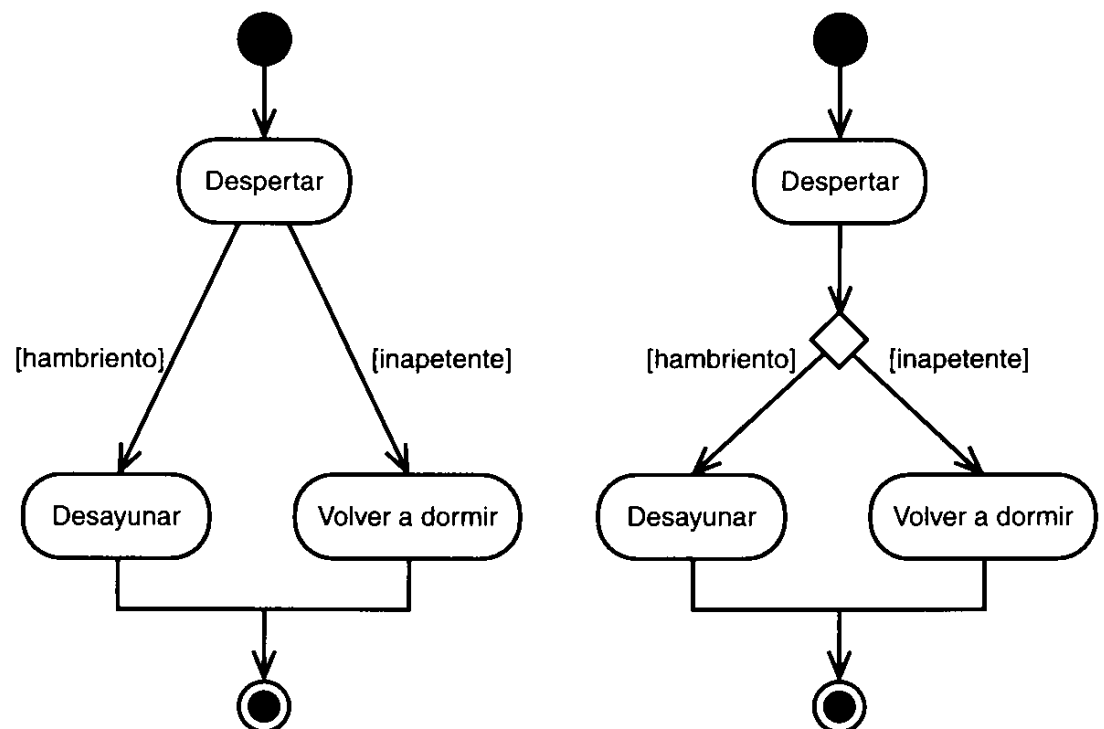 Despertar
[hambriento]
[inapetente]
Desayunar
Volver a dormir
Despertar
[hambriento]
[inapetente]
Desayunar
Volver a dormir